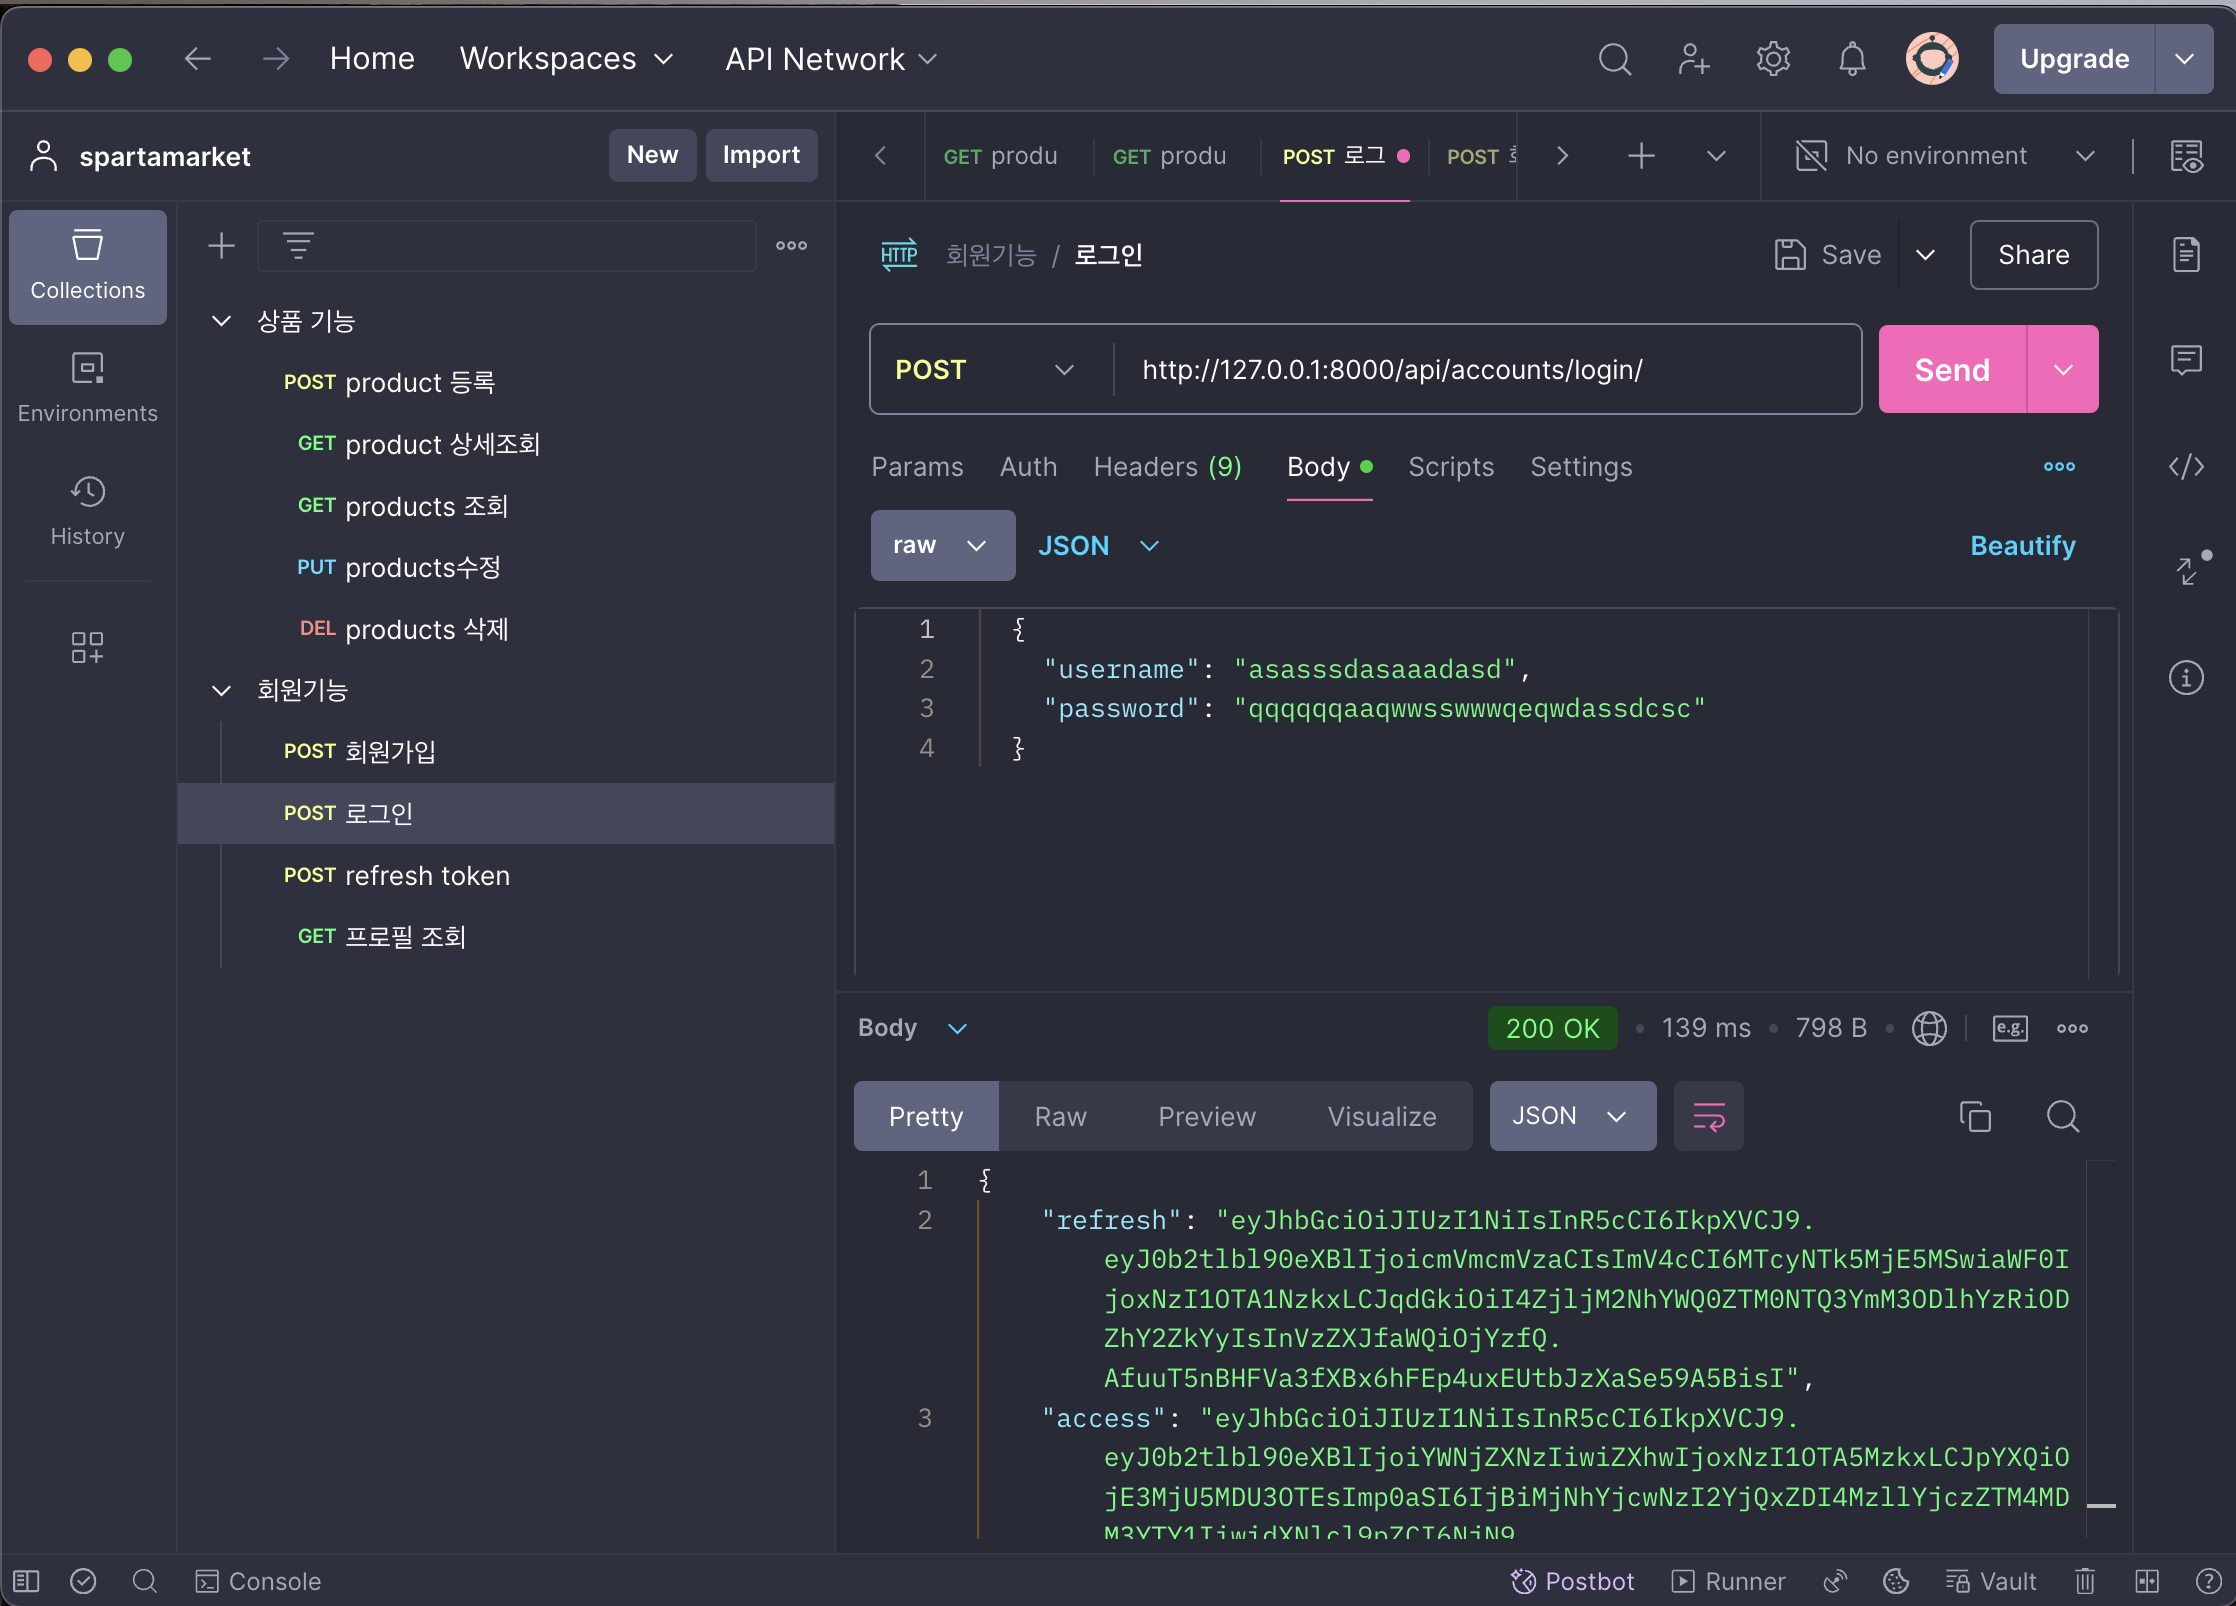 Home Workspaces API Network Upgrade
spartamarket New Import
GET produ GET produ POST 로그 POST No environment
Collections
Environments
History
상품 기능
POST product 등록
GET product 상세조회
GET products 조회
PUT products수정
DEL products 삭제
회원기능
POST 회원가입
POST 로그인
POST refresh token
GET 프로필 조회
HTTP 회원기능 / 로그인 Save Share
POST http://127.0.0.1:8000/api/accounts/login/ Send
Params Auth Headers (9) Body Scripts Settings
raw JSON Beautify
1 {
2 "username": "asasssdasaaadasd",
3 "password": "qqqqqqaaqwwsswwwqeqwdassdcsc"
4 }
Body 200 OK 139 ms 798 B e.g.
Pretty Raw Preview Visualize JSON
1 {
2 "refresh": "eyJhbGciOiJIUzI1NiIsInR5cCI6IkpXVCJ9.
eyJ0b2tlbl90eXBlIjoicmVmcmVzaCIsImV4cCI6MTcyNTk5MjE5MSwiaWF0I
joxNzI1OTA1NzkxLCJqdGkiOiI4ZjljM2NhYWQ0ZTM0NTQ3YmM3ODlhYzRiOD
ZhY2ZkYyIsInVzZXJfaWQiOjYzfQ.
AfuuT5nBHFVa3fXBx6hFEp4uxEUtbJzXaSe59A5BisI",
3 "access": "eyJhbGciOiJIUzI1NiIsInR5cCI6IkpXVCJ9.
eyJ0b2tlbl90eXBlIjoiYWNjZXNzIiwiZXhwIjoxNzI1OTA5MzkxLCJpYXQiO
jE3MjU5MDU3OTEsImp0aSI6IjBiMjNhYjcwNzI2YjQxZDI4MzllYjczZTM4MD
Console Postbot Runner Vault